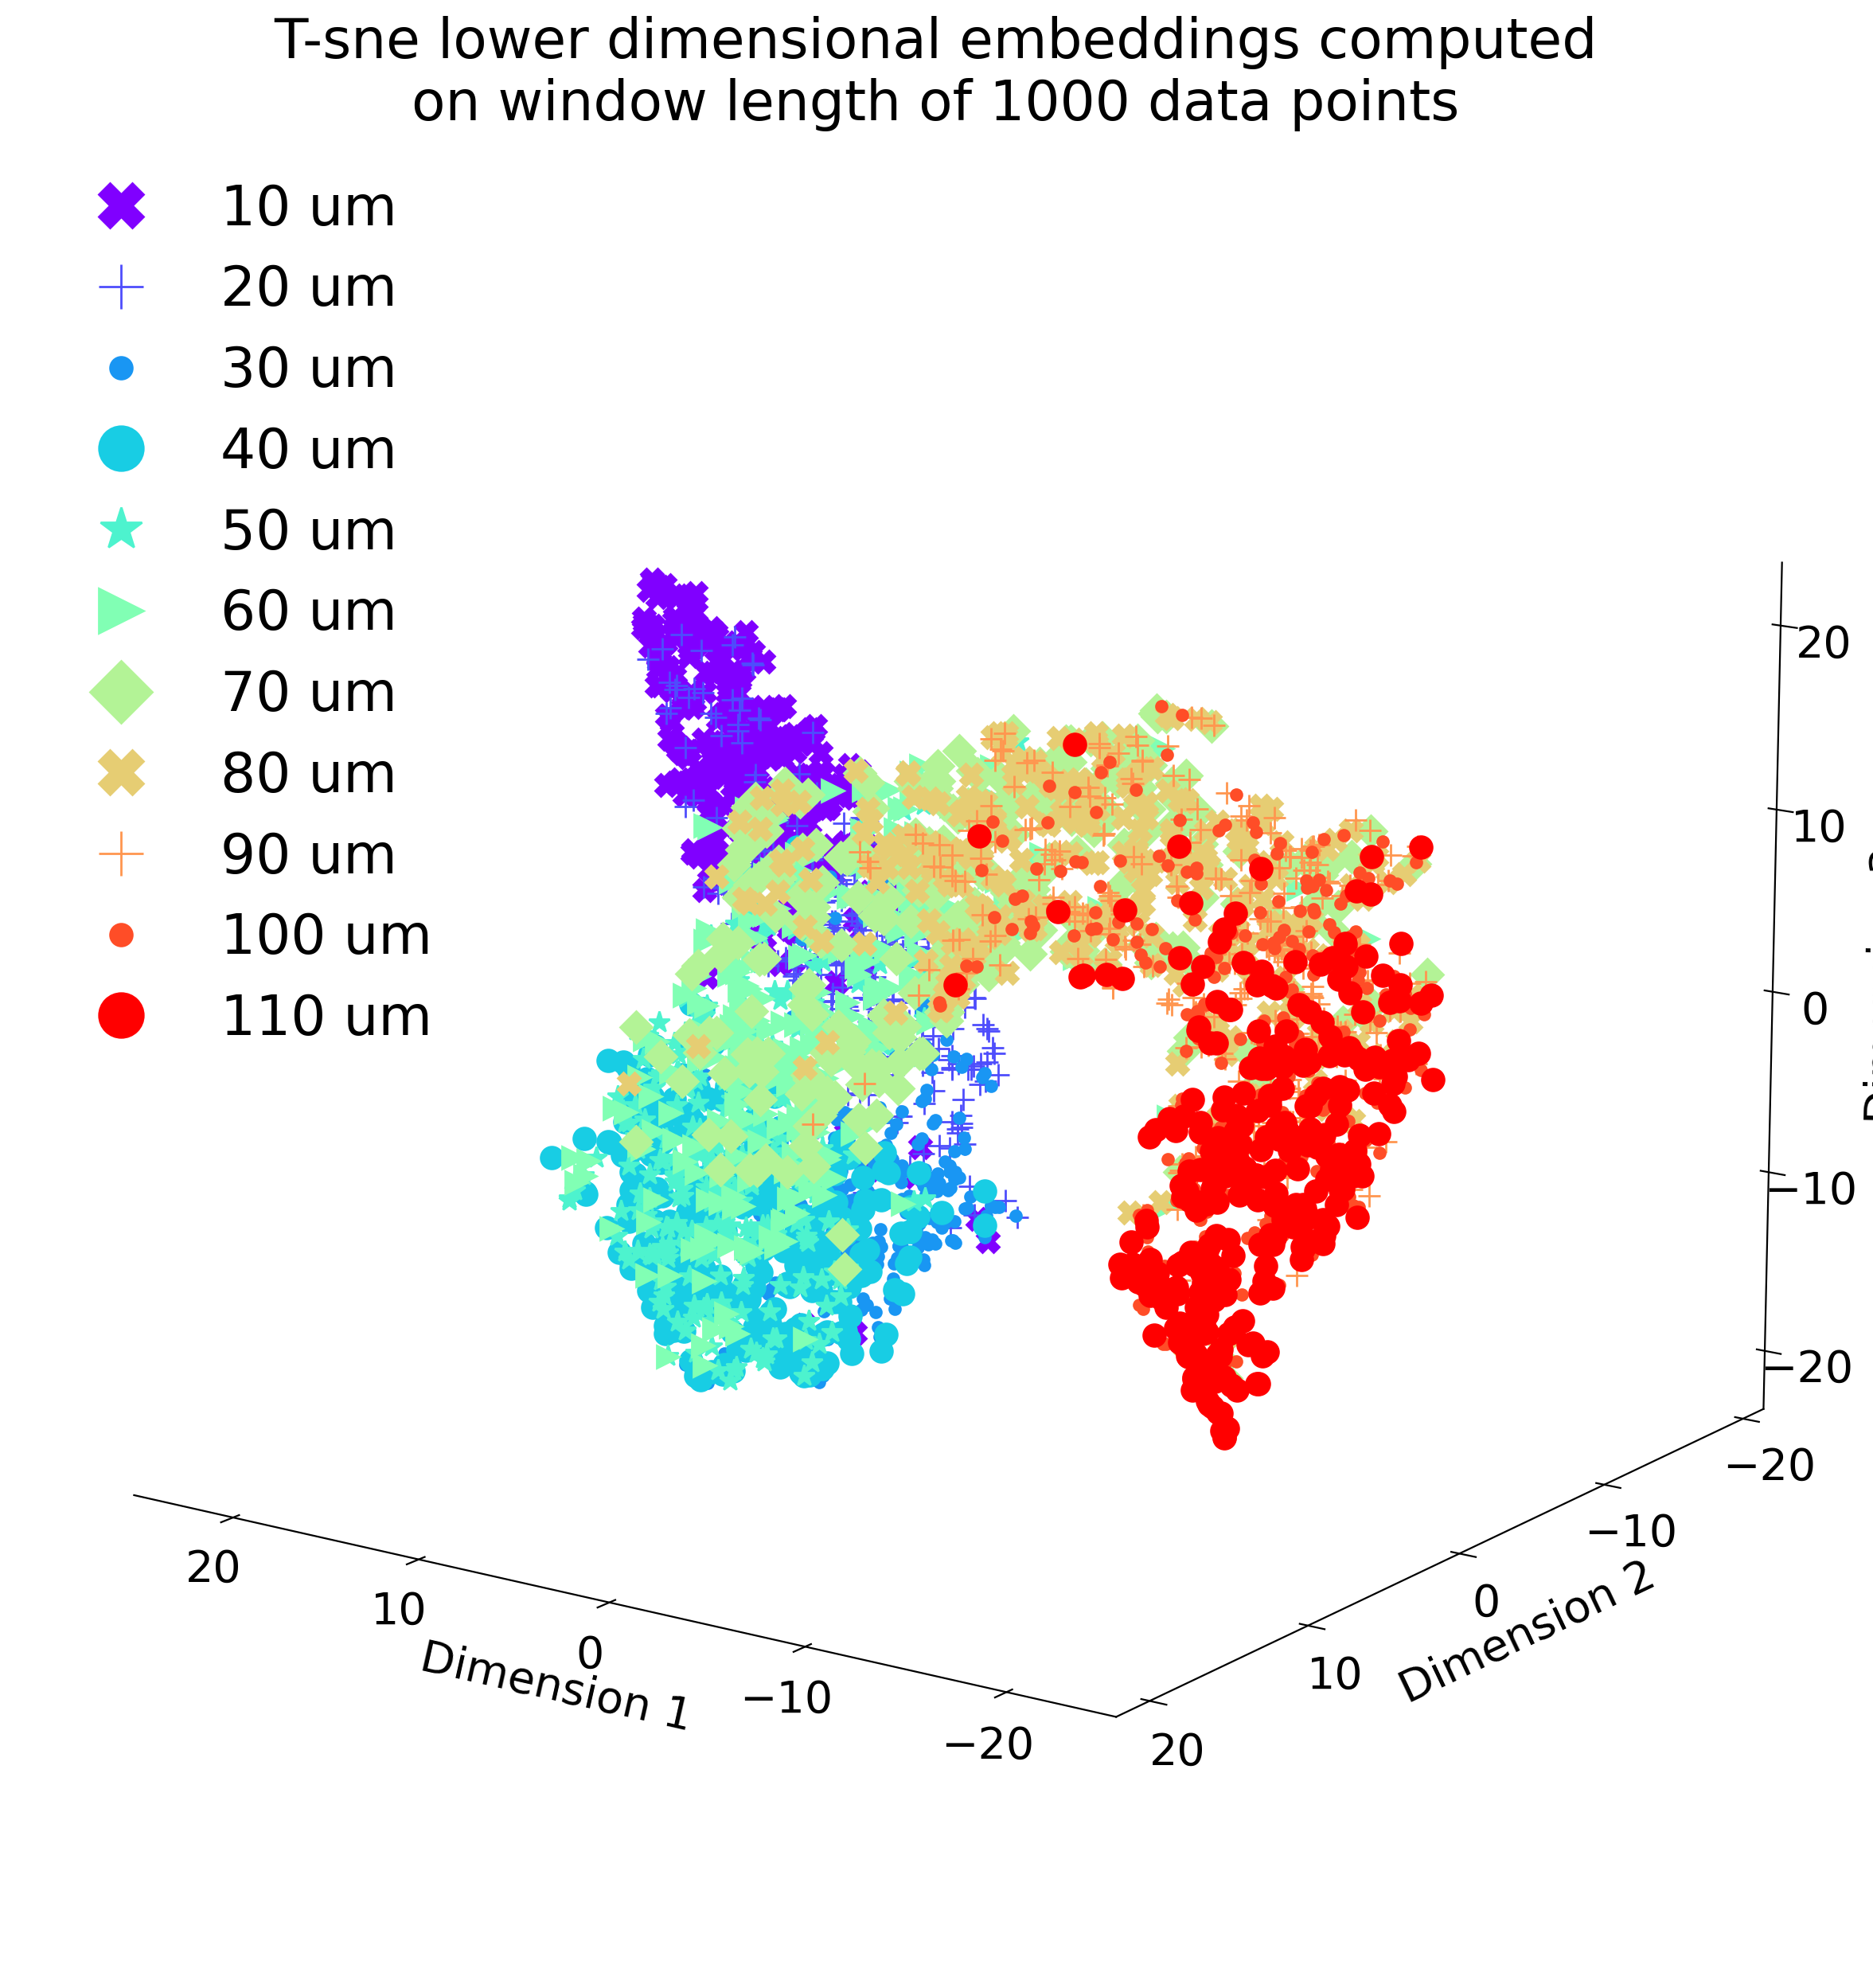 T-sne lower dimensional embeddings computed
on window length of 1000 data points
10 um
20 um
30 um
40 um
50 um
60 um
70 um
80 um
90 um
100 um
110 um
20
10
0
−10
−20
20
10
0
−10
−20
Dimension 1
20
10
0
−10
−20
Dimension 2